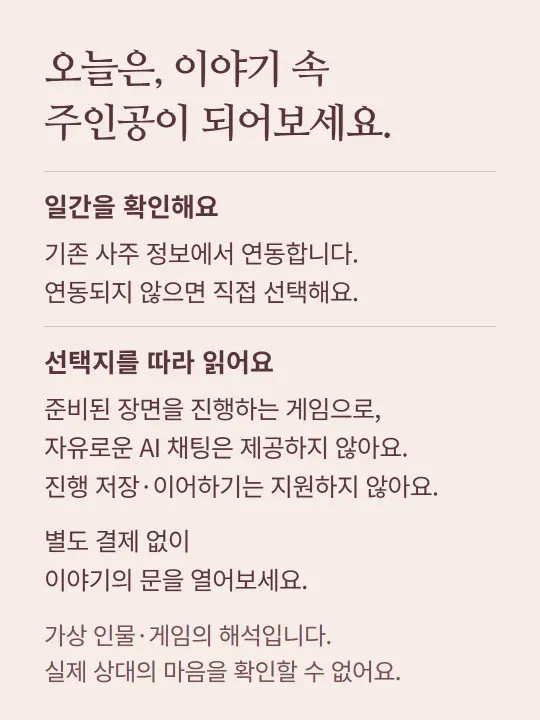 오늘은, 이야기 속
주인공이 되어보세요.
일간을 확인해요
기존 사주 정보에서 연동합니다.
연동되지 않으면 직접 선택해요.
선택지를 따라 읽어요
준비된 장면을 진행하는 게임으로,
자유로운 AI 채팅은 제공하지 않아요.
진행 저장·이어하기는 지원하지 않아요.
별도 결제 없이
이야기의 문을 열어보세요.
가상 인물·게임의 해석입니다.
실제 상대의 마음을 확인할 수 없어요.